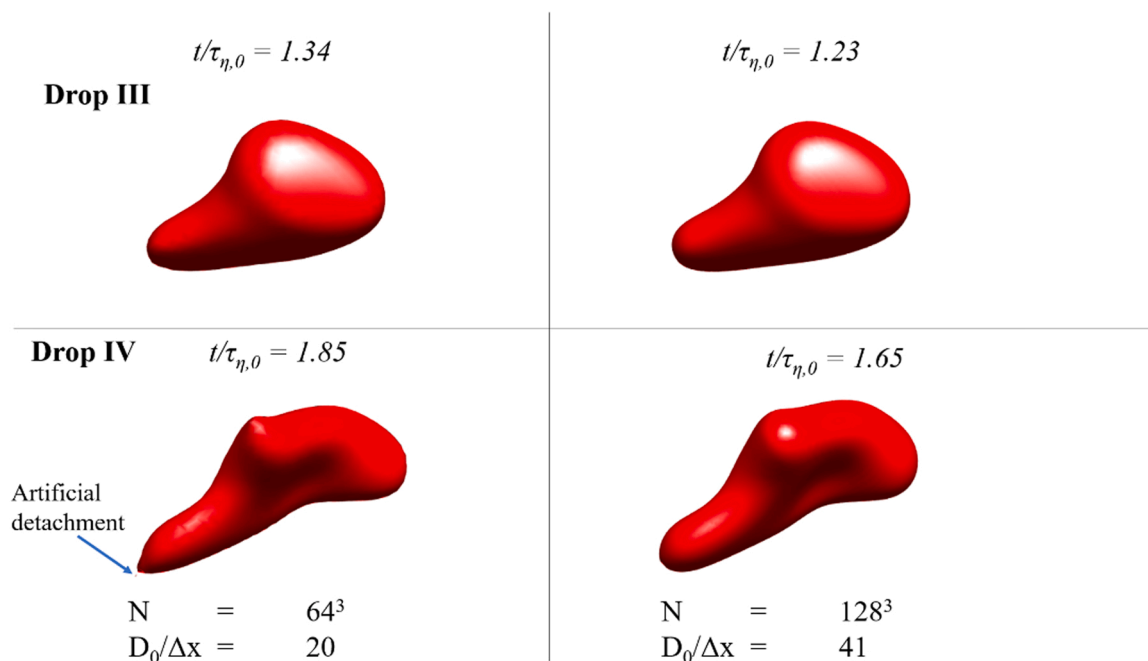 t/τη,0 = 1.34
t/τη,0 = 1.23
Drop III
Drop IV
t/τη,0 = 1.85
t/τη,0 = 1.65
Artificial
detachment
N = 64³
D₀/Δx = 20
N = 128³
D₀/Δx = 41